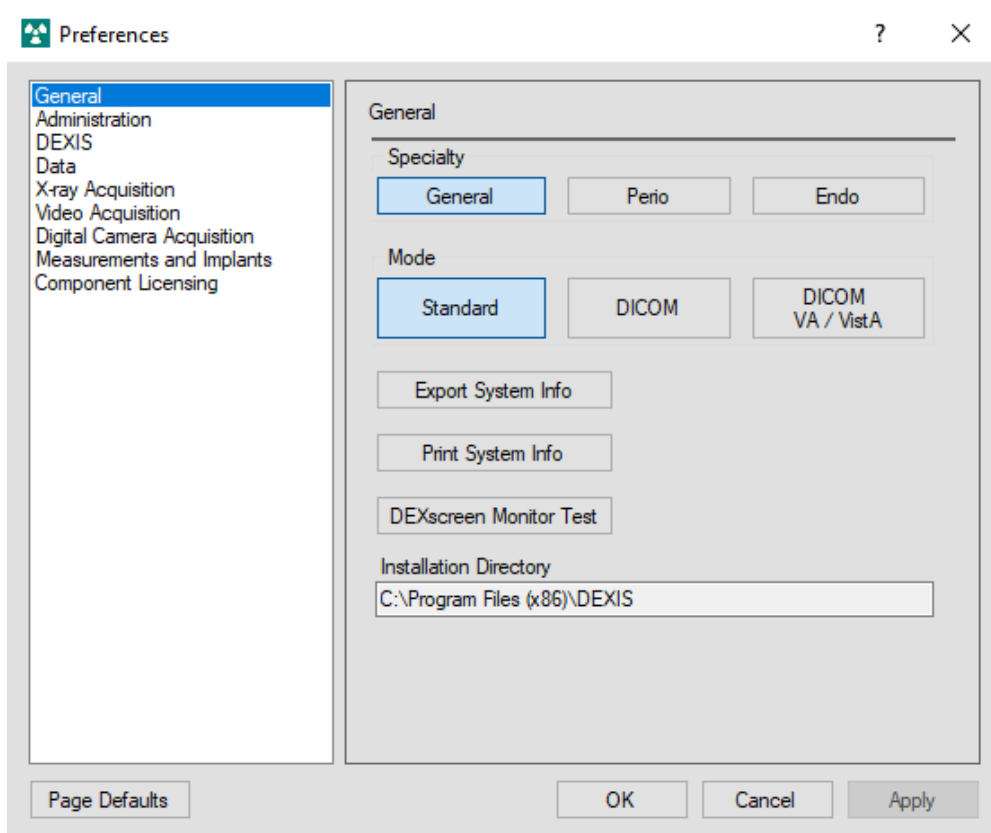 Preferences
?
General
Administration
DEXIS
Data
X-ray Acquisition
Video Acquisition
Digital Camera Acquisition
Measurements and Implants
Component Licensing
General
Specialty
General
Perio
Endo
Mode
Standard
DICOM
DICOM
VA / VistA
Export System Info
Print System Info
DEXscreen Monitor Test
Installation Directory
C:\Program Files (x86)\DEXIS
Page Defaults
OK
Cancel
Apply